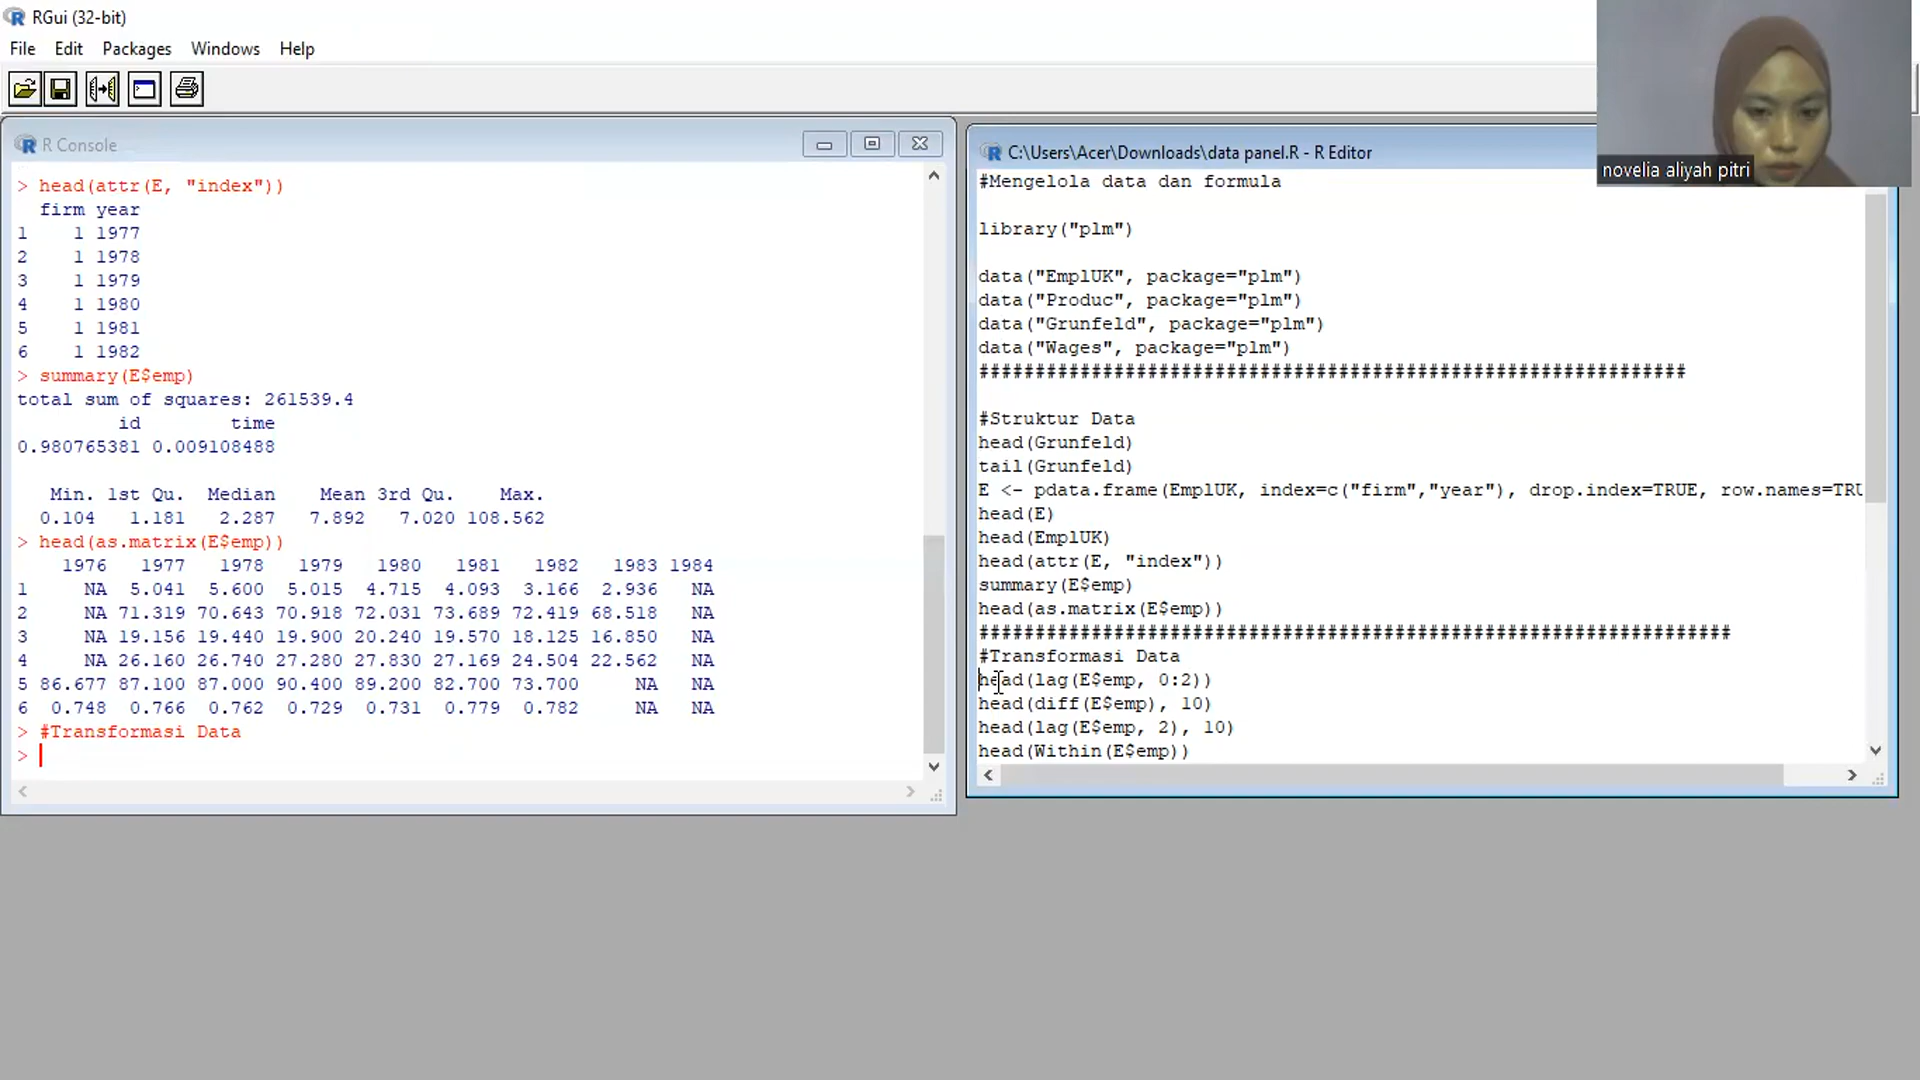 RGui (32-bit)
File Edit Packages Windows Help
R Console
> head(attr(E, "index"))
firm year
1 1 1977
2 1 1978
3 1 1979
4 1 1980
5 1 1981
6 1 1982
> summary(E$emp)
total sum of squares: 261539.4
id time
0.980765381 0.009108488
Min. 1st Qu. Median Mean 3rd Qu. Max.
0.104 1.181 2.287 7.892 7.020 108.562
> head(as.matrix(E$emp))
1976 1977 1978 1979 1980 1981 1982 1983 1984
1 NA 5.041 5.600 5.015 4.715 4.093 3.166 2.936 NA
2 NA 71.319 70.643 70.918 72.031 73.689 72.419 68.518 NA
3 NA 19.156 19.440 19.900 20.240 19.570 18.125 16.850 NA
4 NA 26.160 26.740 27.280 27.830 27.169 24.504 22.562 NA
5 86.677 87.100 87.000 90.400 89.200 82.700 73.700 NA NA
6 0.748 0.766 0.762 0.729 0.731 0.779 0.782 NA NA
> #Transformasi Data
>
C:\Users\Acer\Downloads\data panel.R - R Editor
#Mengelola data dan formula
library("plm")
data("EmplUK", package="plm")
data("Produc", package="plm")
data("Grunfeld", package="plm")
data("Wages", package="plm")
###############################################################
#Struktur Data
head(Grunfeld)
tail(Grunfeld)
E <- pdata.frame(EmplUK, index=c("firm","year"), drop.index=TRUE, row.names=TRU
head(E)
head(EmplUK)
head(attr(E, "index"))
summary(E$emp)
head(as.matrix(E$emp))
###################################################################
#Transformasi Data
head(lag(E$emp, 0:2))
head(diff(E$emp), 10)
head(lag(E$emp, 2), 10)
head(Within(E$emp))
novelia aliyah pitri